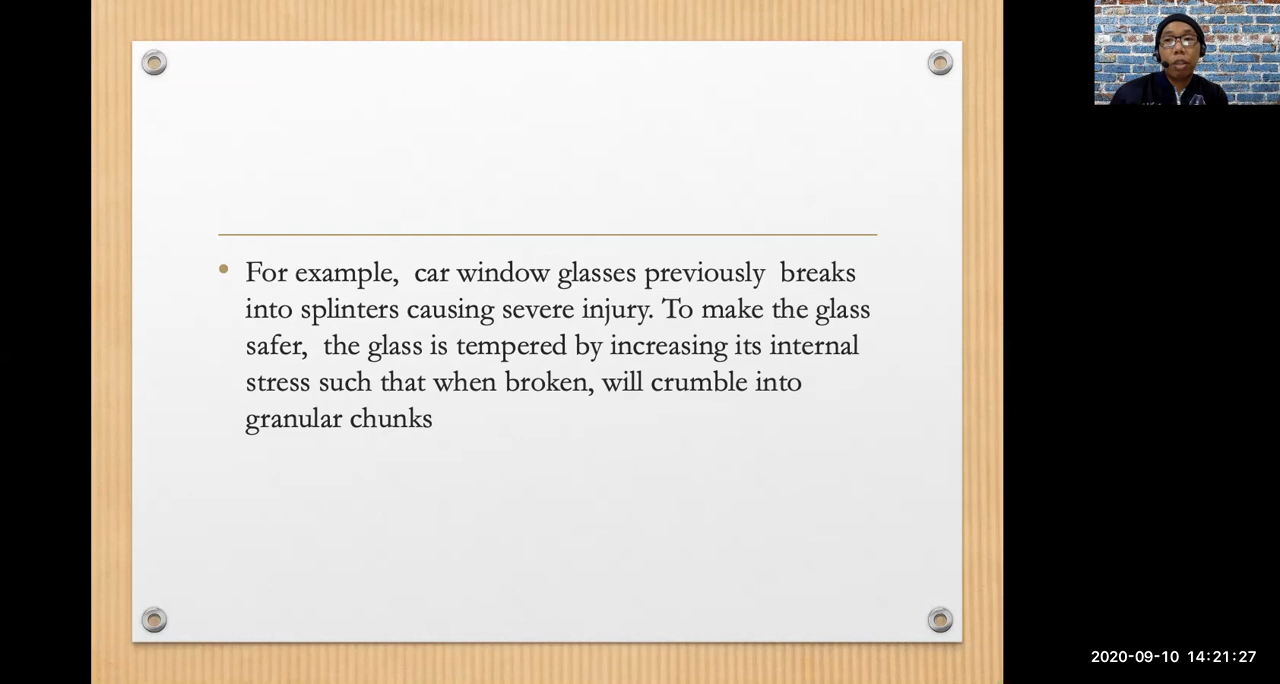 For example,  car window glasses previously  breaks
into splinters causing severe injury. To make the glass
safer,  the glass is tempered by increasing its internal
stress such that when broken, will crumble into
granular chunks
2020-09-10 14:21:27